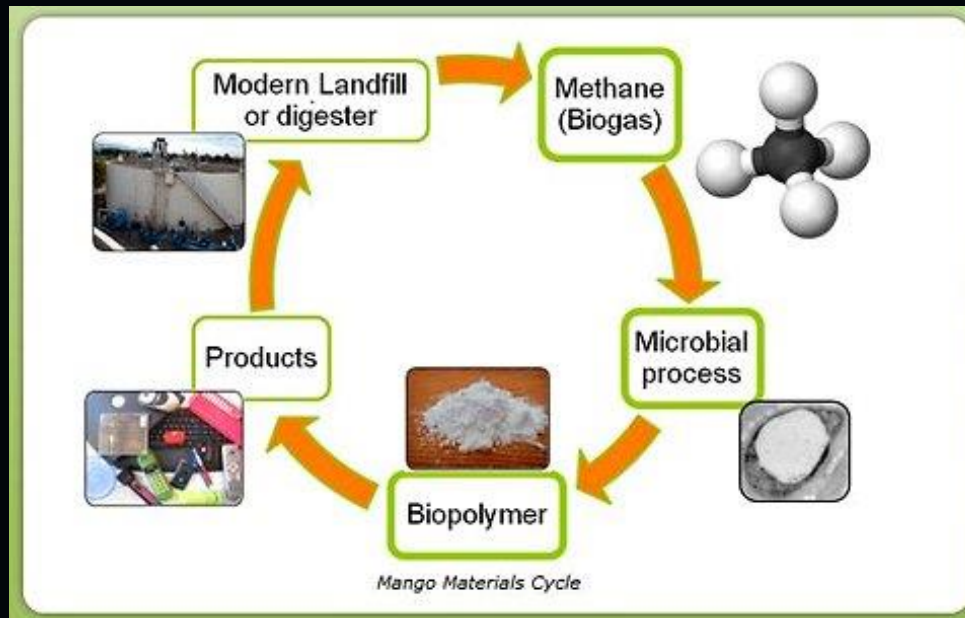 Modern Landfill
or digester
Methane
(Biogas)
Microbial
process
Biopolymer
Products
Mango Materials Cycle